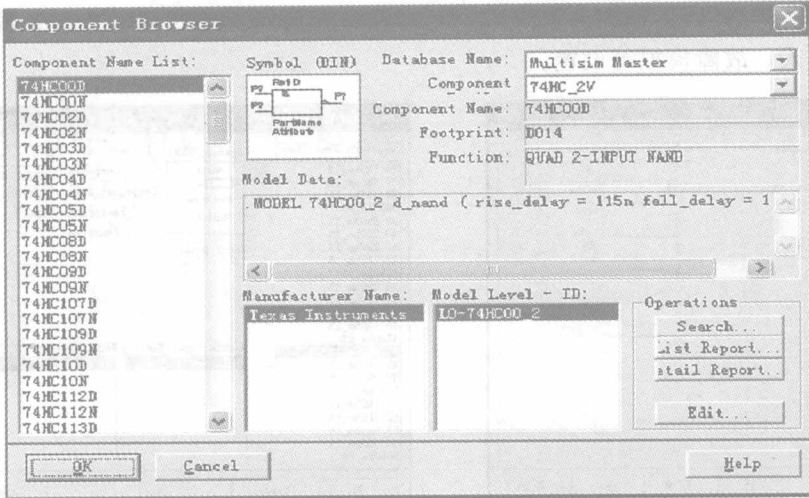 Component Browser
Component Name List:
74HC00D
74HC00N
74HC02D
74HC02N
74HC03D
74HC03N
74HC04D
74HC04N
74HC05D
74HC05N
74HC08D
74HC08N
74HC09D
74HC09N
74HC107D
74HC107N
74HC109D
74HC109N
74HC10D
74HC10N
74HC112D
74HC112N
74HC113D
Symbol (DIN)
RefID
&
P?
P?
P?
PartName
Attribute
Database Name: Multisim Master
Component 74HC_2V
Component Name: 74HC00D
Footprint: DO14
Function: QUAD 2-INPUT NAND
Model Data:
.MODEL 74HC00_2 d_nand ( rise_delay = 115n fall_delay = 1
Manufacturer Name:
Texas Instruments
Model Level - ID:
LO-74HC00_2
Operations
Search...
List Report...
etail Report..
Edit...
OK
Cancel
Help